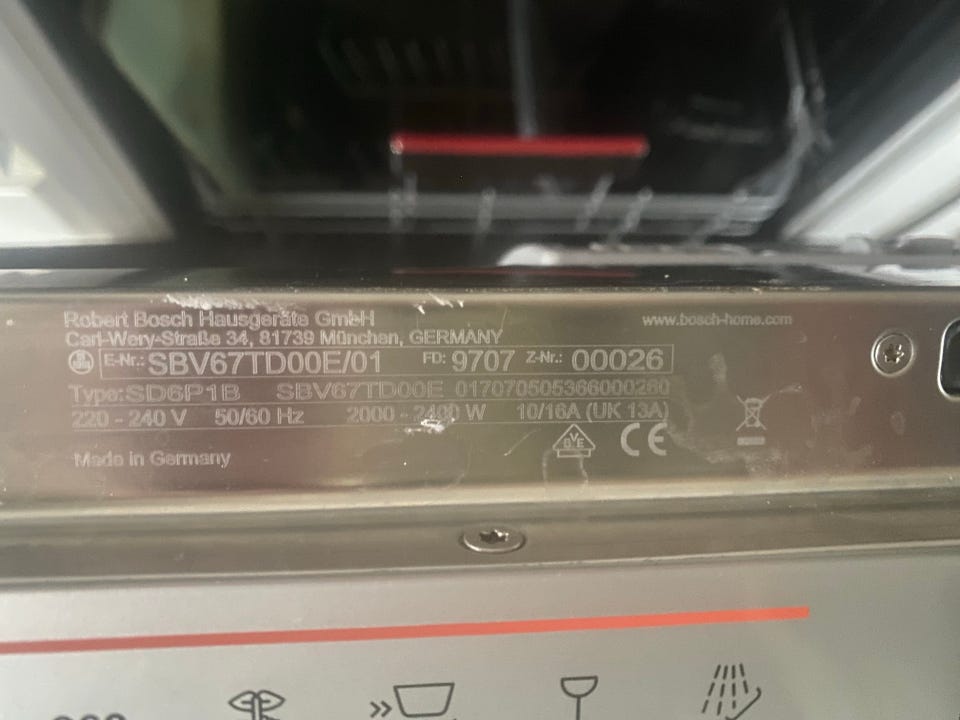 Robert Bosch Hausgeräte GmbH
www.bosch-home.com
Carl-Wery-Straße 34, 81739 München, GERMANY
E-Nr.: SBV67TD00E/01 FD: 9707 Z-Nr.: 00026
Type:SD6P1B SBV67TD00E 017070505366000260
220 - 240 V 50/60 Hz 2000 - 2400 W 10/16A (UK 13A)
DVE CE
Made in Germany